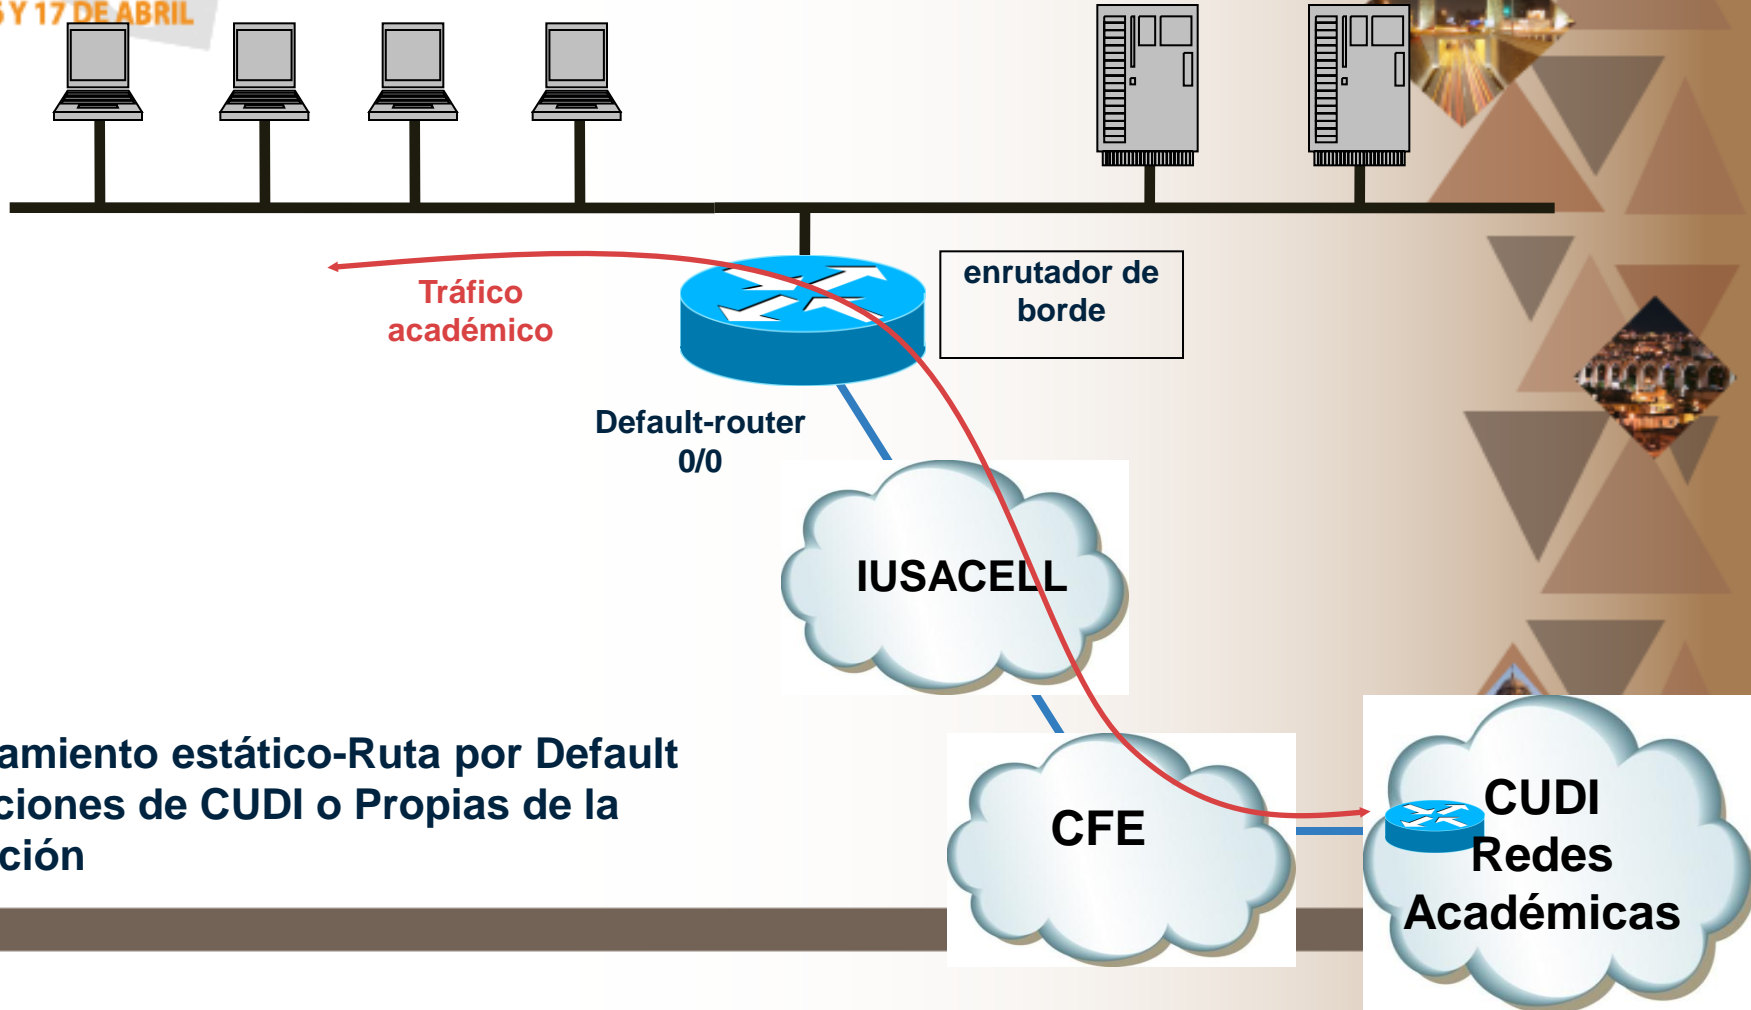 Y 17 DE ABRIL
Tráfico
académico
enrutador de
borde
Default-router
0/0
IUSACELL
amiento estático-Ruta por Default
ciones de CUDI o Propias de la
ción
CFE
CUDI
Redes
Académicas